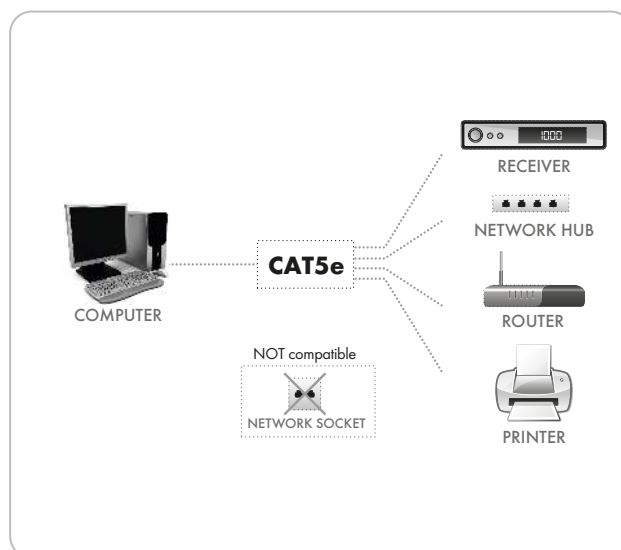 1000
RECEIVER
NETWORK HUB
CAT5e
COMPUTER
ROUTER
NOT compatible
NETWORK SOCKET
PRINTER